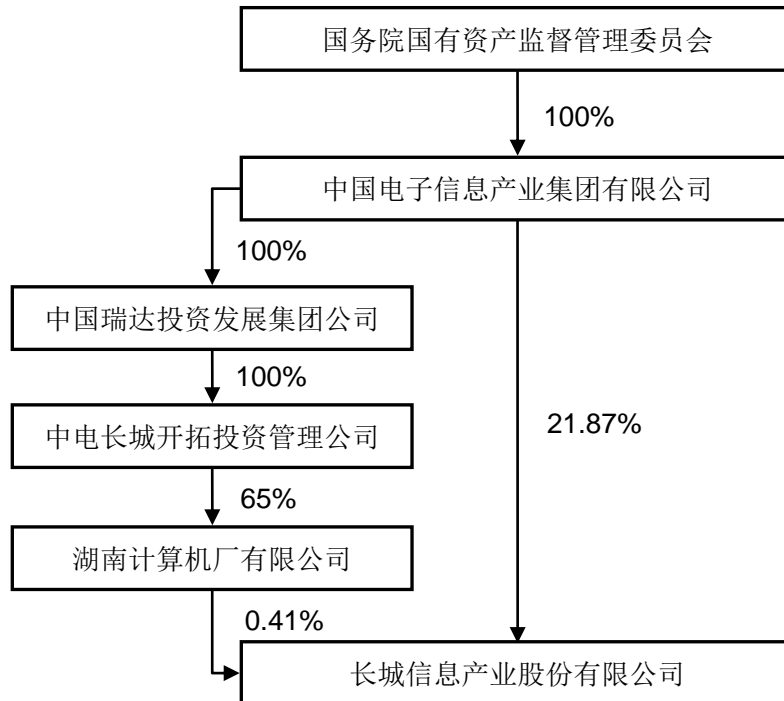 国务院国有资产监督管理委员会
100%
中国电子信息产业集团有限公司
100%
中国瑞达投资发展集团公司
100%
中电长城开拓投资管理公司
21.87%
65%
湖南计算机厂有限公司
0.41%
长城信息产业股份有限公司